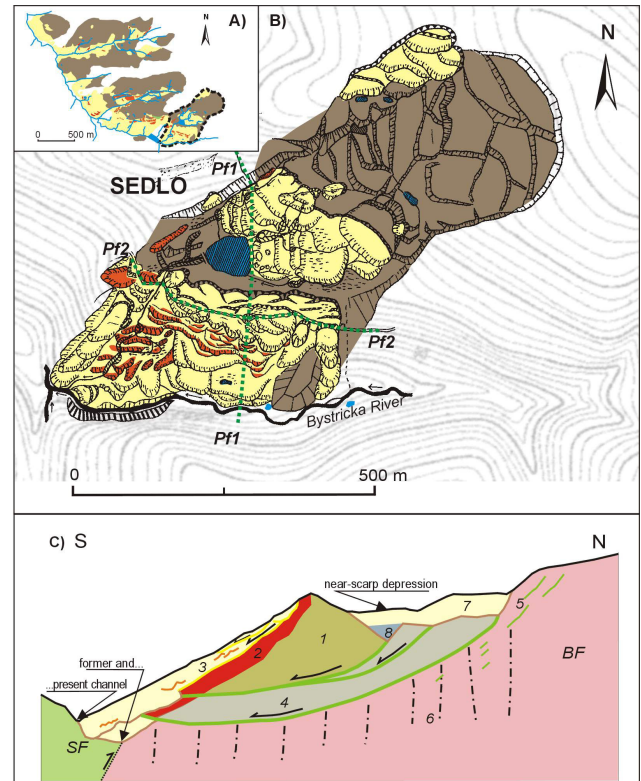 A)
N
0 500 m
B)
N
SEDLO
Pf1
Pf2
Pf2
Pf1
Bystricka River
0 500 m
c) S
N
near-scarp depression
7
5
8
1
BF
2
3
former and...
...present channel
4
6
SF